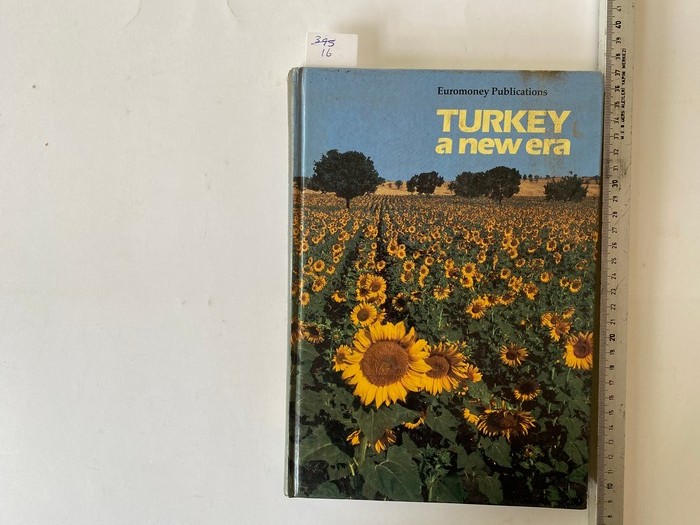 395
16
Euromoney Publications
TURKEY
a new era